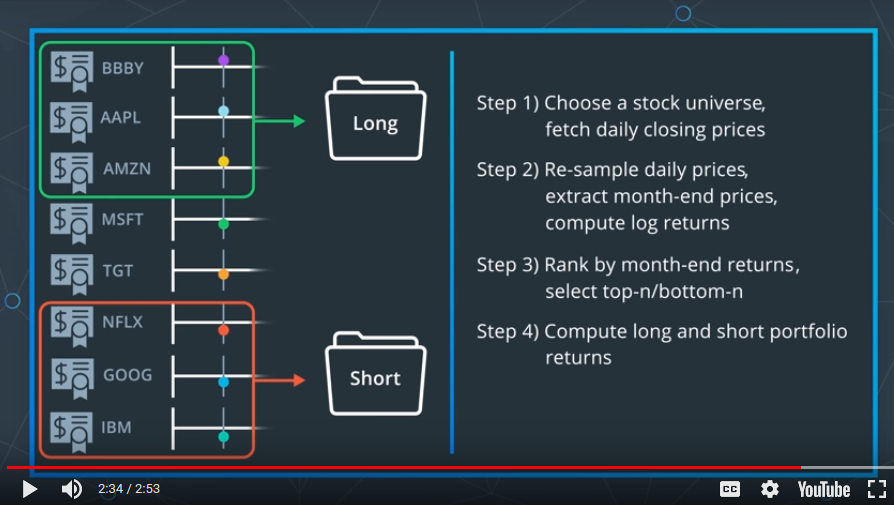 BBBY
AAPL
AMZN
MSFT
TGT
NFLX
GOOG
IBM
Long
Short
Step 1) Choose a stock universe,
fetch daily closing prices
Step 2) Re-sample daily prices,
extract month-end prices,
compute log returns
Step 3) Rank by month-end returns,
select top-n/bottom-n
Step 4) Compute long and short portfolio
returns
2:34 / 2:53
CC
YouTube